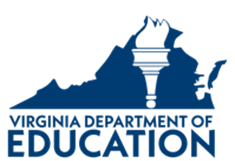 VIRGINIA DEPARTMENT OF
EDUCATION